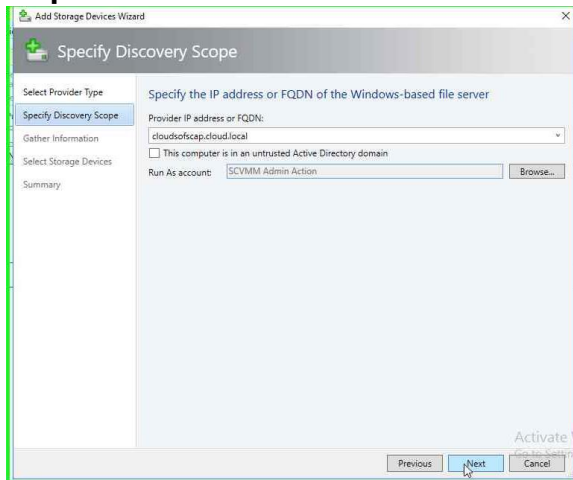 Add Storage Devices Wizard
Specify Discovery Scope
Select Provider Type
Specify Discovery Scope
Gather Information
Select Storage Devices
Summary
Specify the IP address or FQDN of the Windows-based file server
Provider IP address or FQDN:
cloudsofscap.cloud.local
This computer is in an untrusted Active Directory domain
Run As account: SCVMM Admin Action Browse...
Activate
Go to Settin
Previous Next Cancel